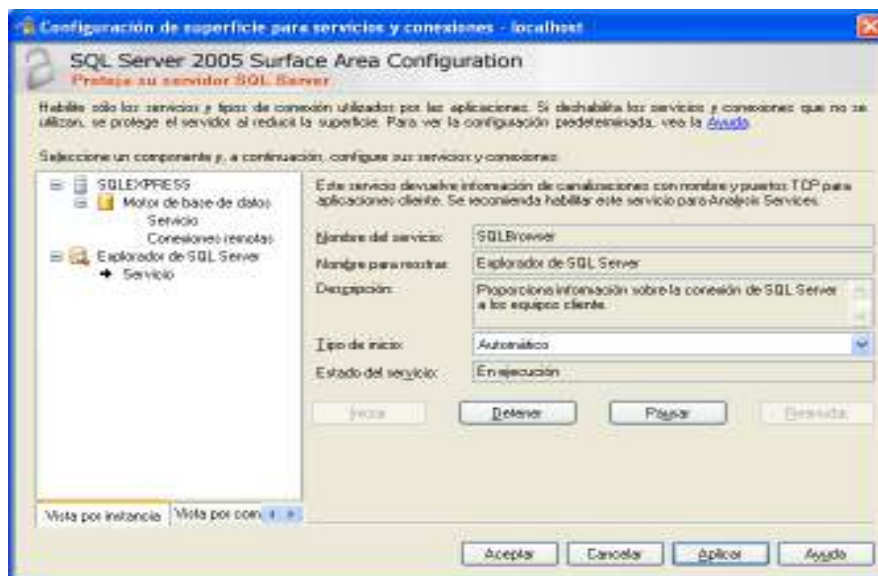 Configuración de superficie para servicios y conexiones - localhost
SQL Server 2005 Surface Area Configuration
Proteja su servidor SQL Server
Habilite sólo los servicios y tipos de conexión utilizados por las aplicaciones. Si deshabilita los servicios y conexiones que no se
utilizan, se protege el servidor al reducir la superficie. Para ver la configuración predeterminada, vea la Ayuda.
Seleccione un componente y, a continuación, configure sus servicios y conexiones:
SQLEXPRESS
Motor de base de datos
Servicio
Conexiones remotas
Explorador de SQL Server
Servicio
Vista por instancia
Vista por com
Este servicio devuelve información de canalizaciones con nombre y puertos TCP para
aplicaciones cliente. Se recomienda habilitar este servicio para Analysis Services.
Nombre del servicio: SQLBrowser
Nombre para mostrar: Explorador de SQL Server
Descripción: Proporciona información sobre la conexión de SQL Server
a los equipos cliente.
Tipo de inicio: Automático
Estado del servicio: En ejecución
Iniciar Detener Pausar Reanudar
Aceptar Cancelar Aplicar Ayuda